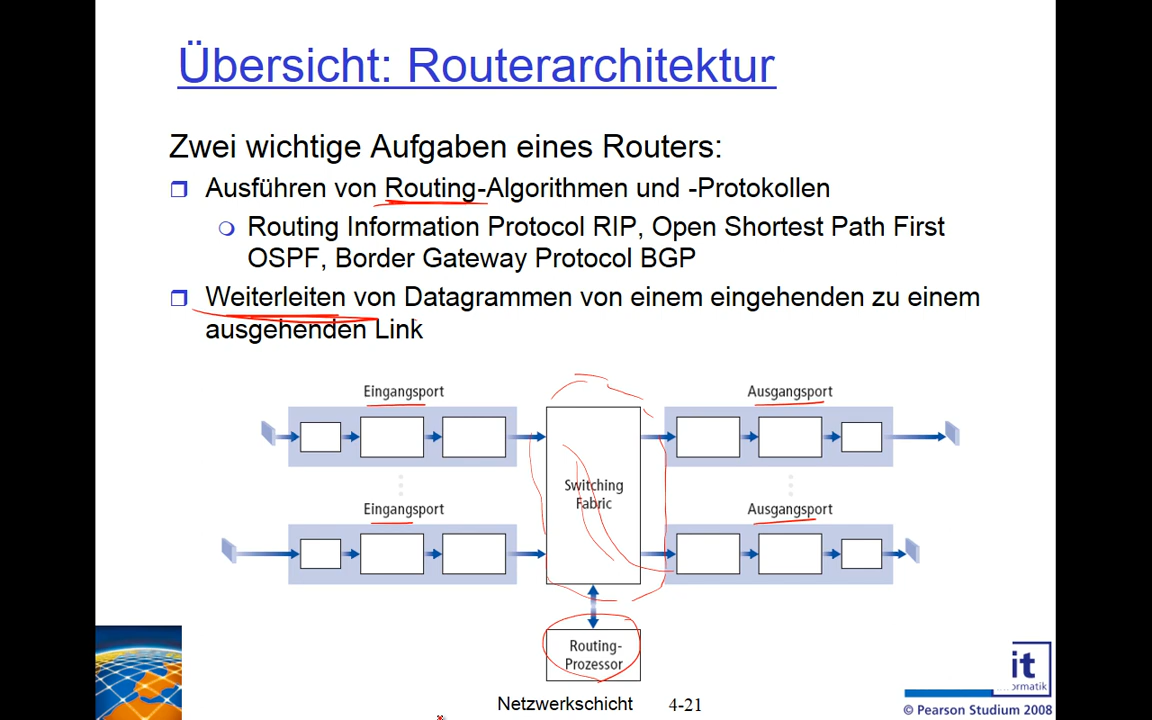 Übersicht: Routerarchitektur
Zwei wichtige Aufgaben eines Routers:
Ausführen von Routing-Algorithmen und -Protokollen
Routing Information Protocol RIP, Open Shortest Path First
OSPF, Border Gateway Protocol BGP
Weiterleiten von Datagrammen von einem eingehenden zu einem
ausgehenden Link
Eingangsport
Ausgangsport
Switching
Fabric
Eingangsport
Ausgangsport
Routing-
Prozessor
it
ormatik
Netzwerkschicht
4-21
© Pearson Studium 2008